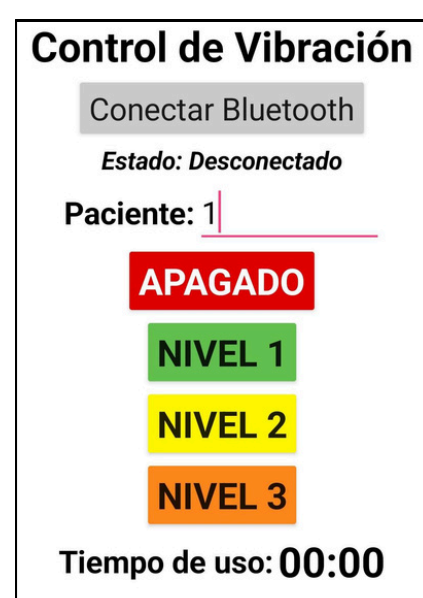 Control de Vibración
Conectar Bluetooth
Estado: Desconectado
Paciente: 1
APAGADO
NIVEL 1
NIVEL 2
NIVEL 3
Tiempo de uso: 00:00